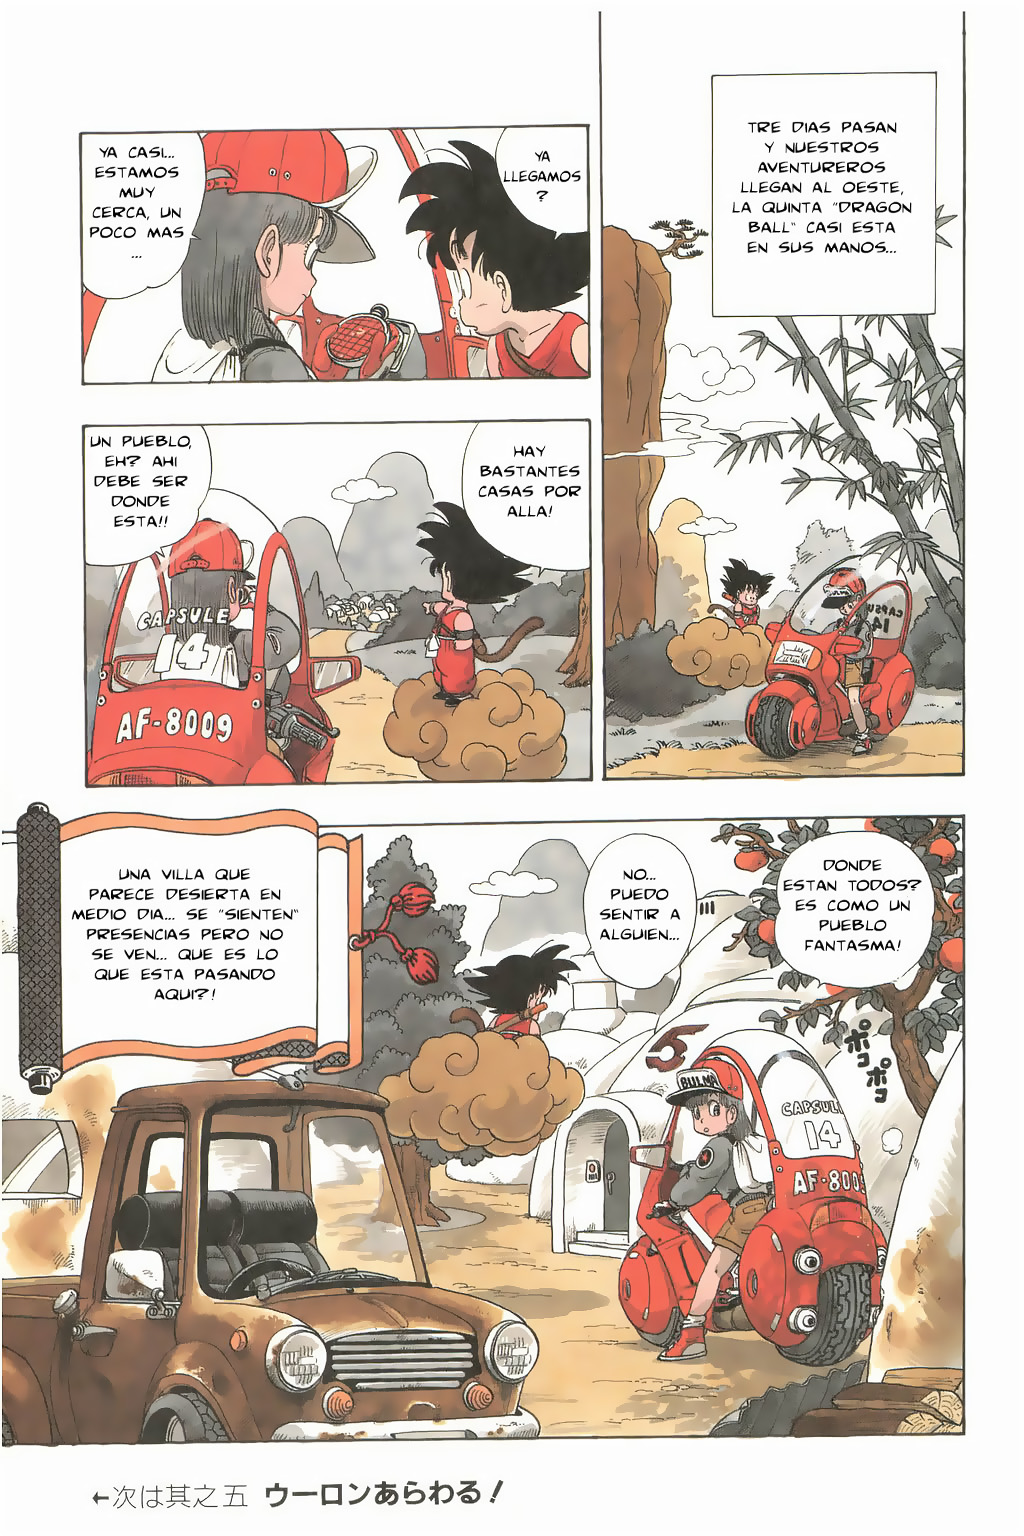 TRE DIAS PASAN
Y NUESTROS
AVENTUREROS
LLEGAN AL OESTE,
LA QUINTA "DRAGON
BALL" CASI ESTA
EN SUS MANOS...
CAPSU
14
YA
LLEGAMOS
?
YA CASI...
ESTAMOS
MUY
CERCA, UN
POCO MAS
...
HAY
BASTANTES
CASAS POR
ALLA!
UN PUEBLO,
EH? AHI
DEBE SER
DONDE
ESTA!!
CAPSULE
14
AF-8009
DONDE
ESTAN TODOS?
ES COMO UN
PUEBLO
FANTASMA!
NO...
PUEDO
SENTIR A
ALGUIEN...
UNA VILLA QUE
PARECE DESIERTA EN
MEDIO DIA... SE "SIENTEN"
PRESENCIAS PERO NO
SE VEN... QUE ES LO
QUE ESTA PASANDO
AQUI?!
ポコ
ポコ
5
BULMA
CAPSUL
14
AF-8009
←次は其之五 ウーロンあらわる!